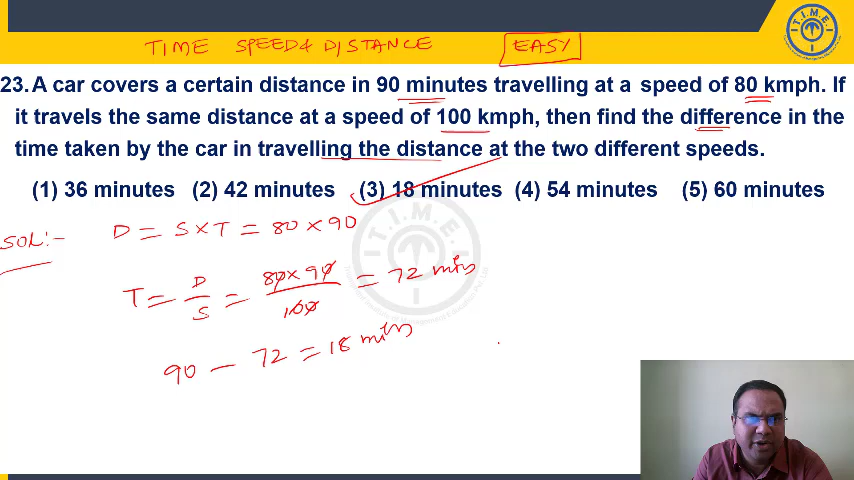 T.I.M.E.
TIME SPEED & DISTANCE EASY
23. A car covers a certain distance in 90 minutes travelling at a speed of 80 kmph. If
it travels the same distance at a speed of 100 kmph, then find the difference in the
time taken by the car in travelling the distance at the two different speeds.
(1) 36 minutes (2) 42 minutes (3) 18 minutes (4) 54 minutes (5) 60 minutes
SOL:- D = S × T = 80 × 90
T = D/S = 80 × 90/100 = 72 mins
90 - 72 = 18 mins
T.I.M.E.